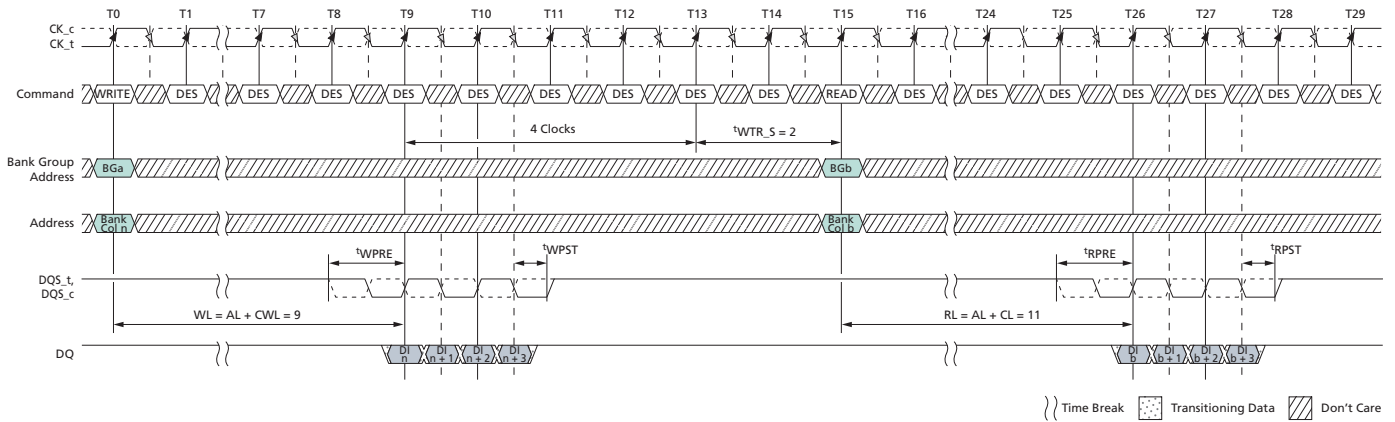 T0 T1 T7 T8 T9 T10 T11 T12 T13 T14 T15 T16 T24 T25 T26 T27 T28 T29
CK_c
CK_t
Command WRITE DES DES DES DES DES DES DES DES DES READ DES DES DES DES DES DES DES
4 Clocks tWTR_S = 2
Bank Group
Address BGa BGb
Address Bank
Col n Bank
Col b
tWPRE tWPST tRPRE tRPST
DQS_t,
DQS_c
WL = AL + CWL = 9 RL = AL + CL = 11
DQ DI
n DI
n + 1 DI
n + 2 DI
n + 3 DI
b DI
b + 1 DI
b + 2 DI
b + 3
Time Break Transitioning Data Don't Care